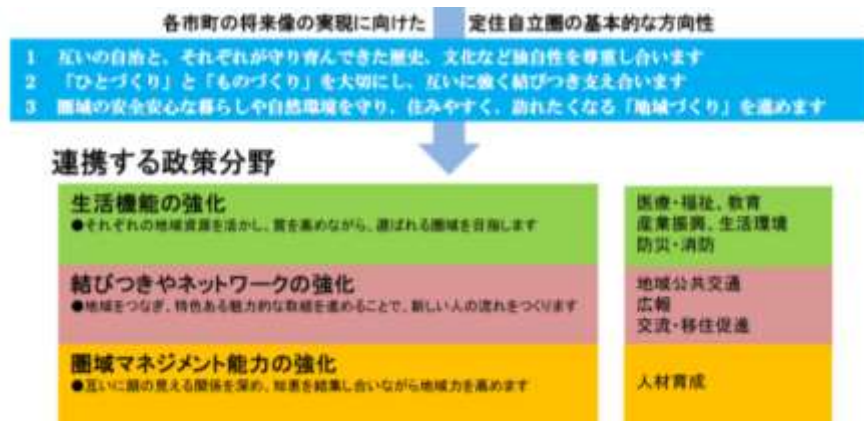 各市町の将来像の実現に向けた 定住自立圏の基本的な方向性
1 互いの自治と、それぞれが守り育んできた歴史、文化など独自性を尊重し合います
2 「ひとづくり」と「ものづくり」を大切にし、互いに強く結びつき支え合います
3 圏域の安全安心な暮らしや自然環境を守り、住みやすく、訪れたくなる「地域づくり」を進めます
連携する政策分野
生活機能の強化
●それぞれの地域資源を活かし、質を高めながら、選ばれる圏域を目指します
医療・福祉、教育
産業振興、生活環境
防災・消防
結びつきやネットワークの強化
●地域をつなぎ、特色ある魅力的な取組を進めることで、新しい人の流れをつくります
地域公共交通
広報
交流・移住促進
圏域マネジメント能力の強化
●互いに顔の見える関係を深め、知恵を結集し合いながら地域力を高めます
人材育成